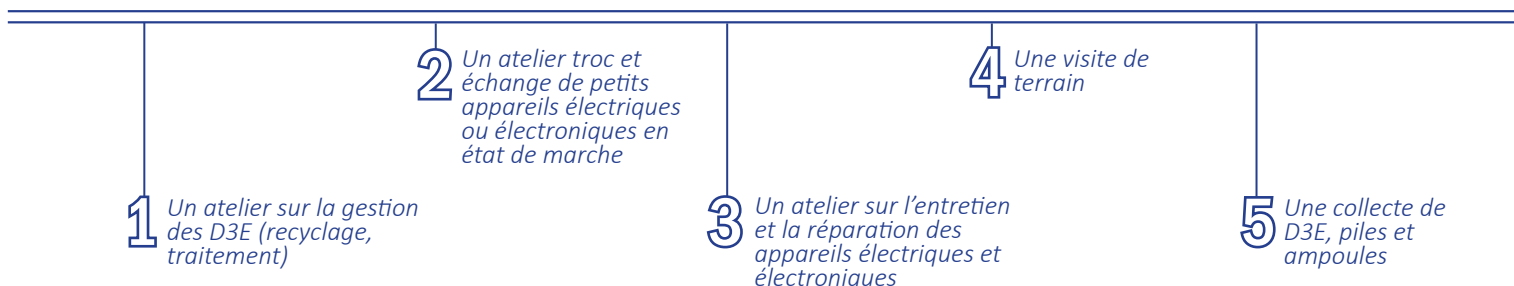 1 Un atelier sur la gestion
des D3E (recyclage,
traitement)
2 Un atelier troc et
échange de petits
appareils électriques
ou électroniques en
état de marche
3 Un atelier sur l’entretien
et la réparation des
appareils électriques et
électroniques
4 Une visite de
terrain
5 Une collecte de
D3E, piles et
ampoules